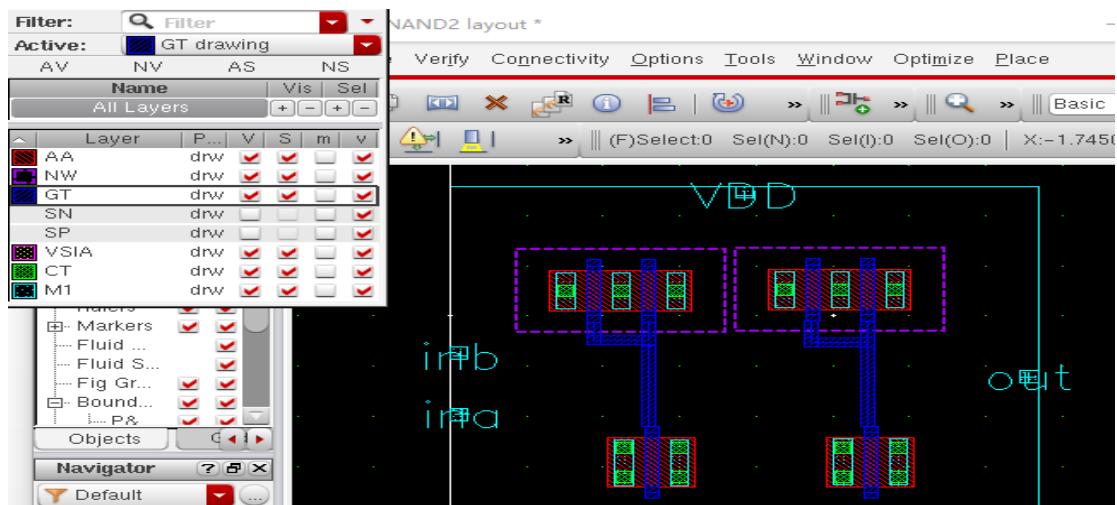 Filter: Filter
Active: GT drawing
AV NV AS NS
Name Vis Sel
All Layers + − + −
Layer P... V S m v
AA drw
NW drw
GT drw
SN drw
SP drw
VSIA drw
CT drw
M1 drw
Markers
Fluid ...
Fluid S...
Fig Gr...
Bound...
P&
Objects
Navigator ?
Default ...
NAND2 layout *
Verify Connectivity Options Tools Window Optimize Place
R » » » Basic
» (F)Select:0 Sel(N):0 Sel(I):0 Sel(O):0 X:-1.7450
VDD
inb
ina
out